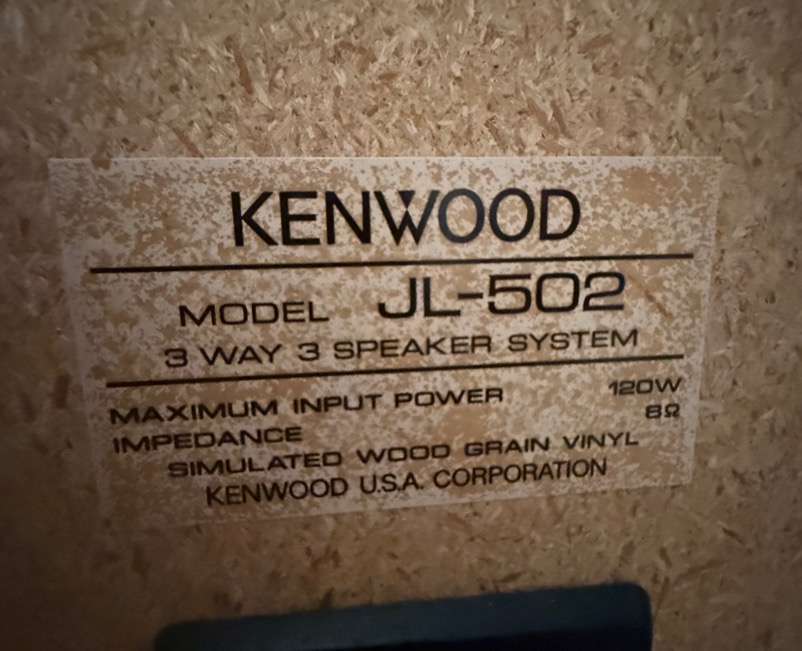 KENWOOD
MODEL JL-502
3 WAY 3 SPEAKER SYSTEM
MAXIMUM INPUT POWER 120W
IMPEDANCE 8Ω
SIMULATED WOOD GRAIN VINYL
KENWOOD U.S.A. CORPORATION